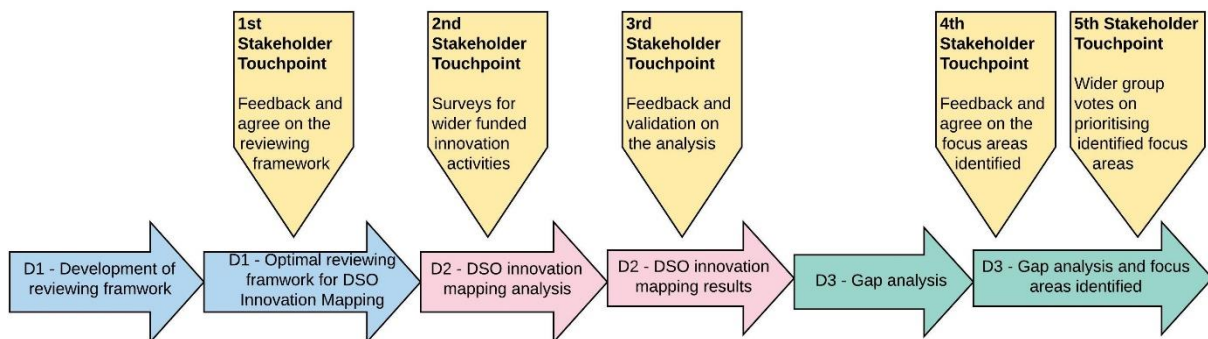 1st
Stakeholder
Touchpoint
Feedback and
agree on the
reviewing
framework
2nd
Stakeholder
Touchpoint
Surveys for
wider funded
innovation
activities
3rd
Stakeholder
Touchpoint
Feedback and
validation on
the analysis
4th
Stakeholder
Touchpoint
Feedback and
agree on the
focus areas
identified
5th Stakeholder
Touchpoint
Wider group
votes on
prioritising
identified focus
areas
D1 - Development of
reviewing framwork
D1 - Optimal reviewing
framwork for DSO
Innovation Mapping
D2 - DSO innovation
mapping analysis
D2 - DSO innovation
mapping results
D3 - Gap analysis
D3 - Gap analysis and focus
areas identified